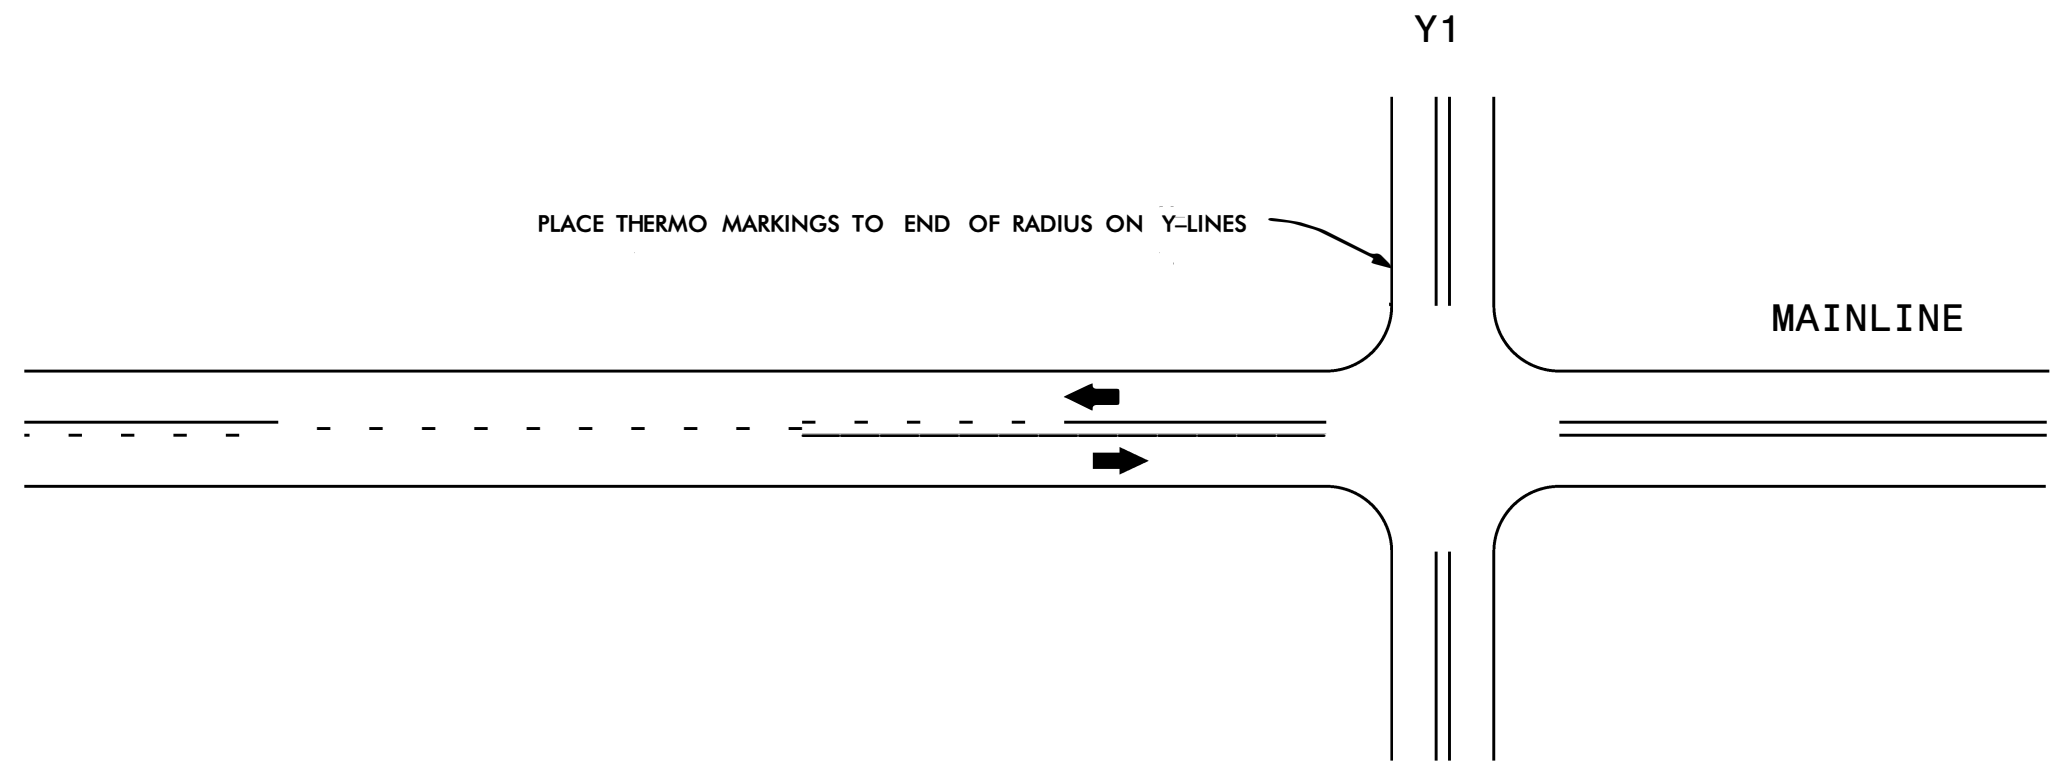 Y1
PLACE THERMO MARKINGS TO END OF RADIUS ON Y-LINES
MAINLINE